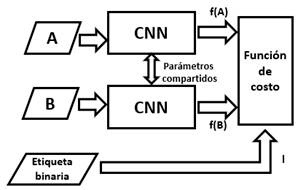 A
CNN
f(A)
Parámetros
compartidos
Función
de
costo
B
CNN
f(B)
Etiqueta
binaria
l